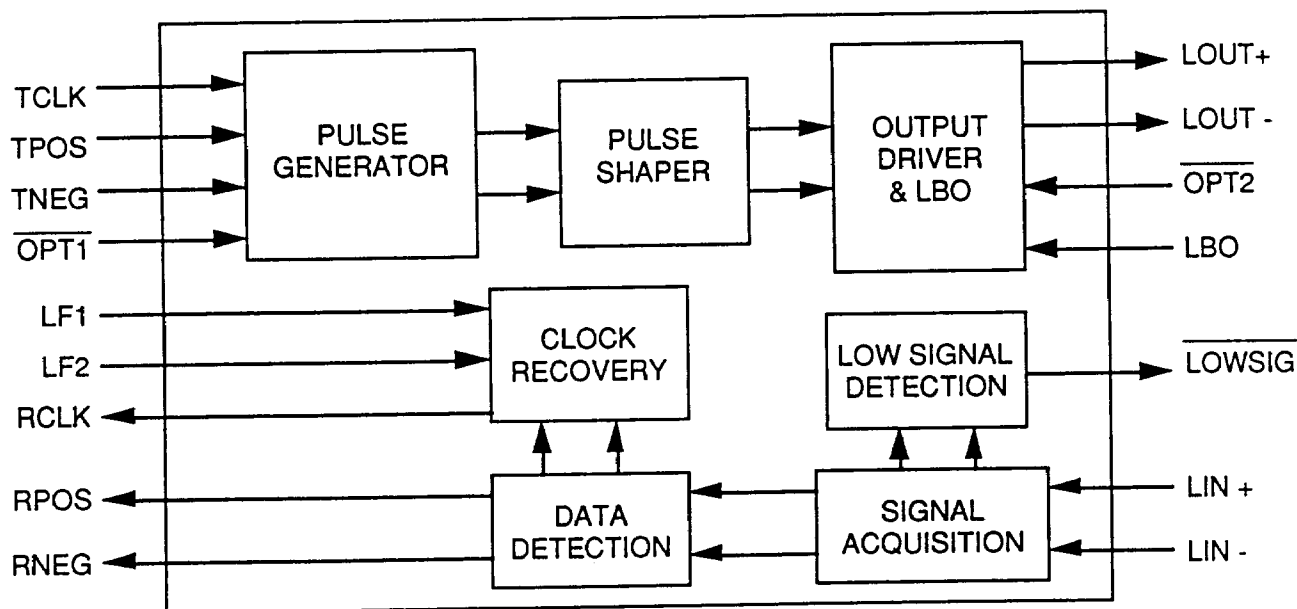 TCLK
TPOS
TNEG
OPT1
LF1
LF2
RCLK
RPOS
RNEG
PULSE
GENERATOR
PULSE
SHAPER
OUTPUT
DRIVER
& LBO
CLOCK
RECOVERY
LOW SIGNAL
DETECTION
DATA
DETECTION
SIGNAL
ACQUISITION
LOUT+
LOUT -
OPT2
LBO
LOWSIG
LIN +
LIN -